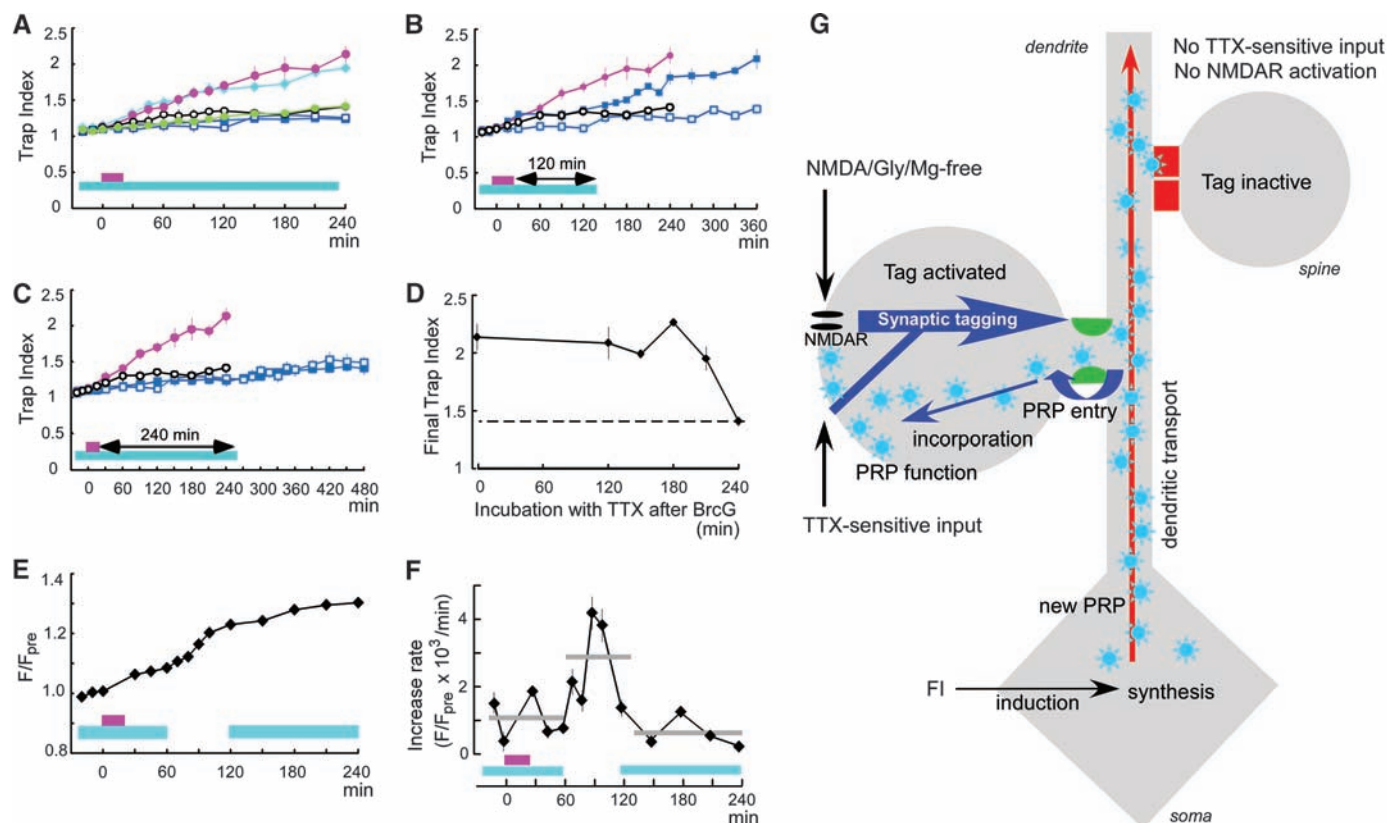 A
Trap Index
2.5
2
1.5
1
0.5
0
0 60 120 180 240
min
B
Trap Index
2.5
2
1.5
1
0.5
0
120 min
0 60 120 180 240 300 360
min
C
Trap Index
2.5
2
1.5
1
0.5
0
240 min
0 60 120 180 240 300 360 420 480
min
D
Final Trap Index
2.5
2
1.5
1
0 60 120 180 240
Incubation with TTX after BrcG
(min)
E
F/Fpre
1.4
1.2
1.0
0.8
0 60 120 180 240
min
F
Increase rate
(F/Fpre x 10³/min)
4
2
0
0 60 120 180 240
min
G
dendrite
No TTX-sensitive input
No NMDAR activation
NMDA/Gly/Mg-free
Tag inactive
spine
Tag activated
Synaptic tagging
NMDAR
PRP entry
incorporation
PRP function
TTX-sensitive input
dendritic transport
new PRP
FI
induction
synthesis
soma